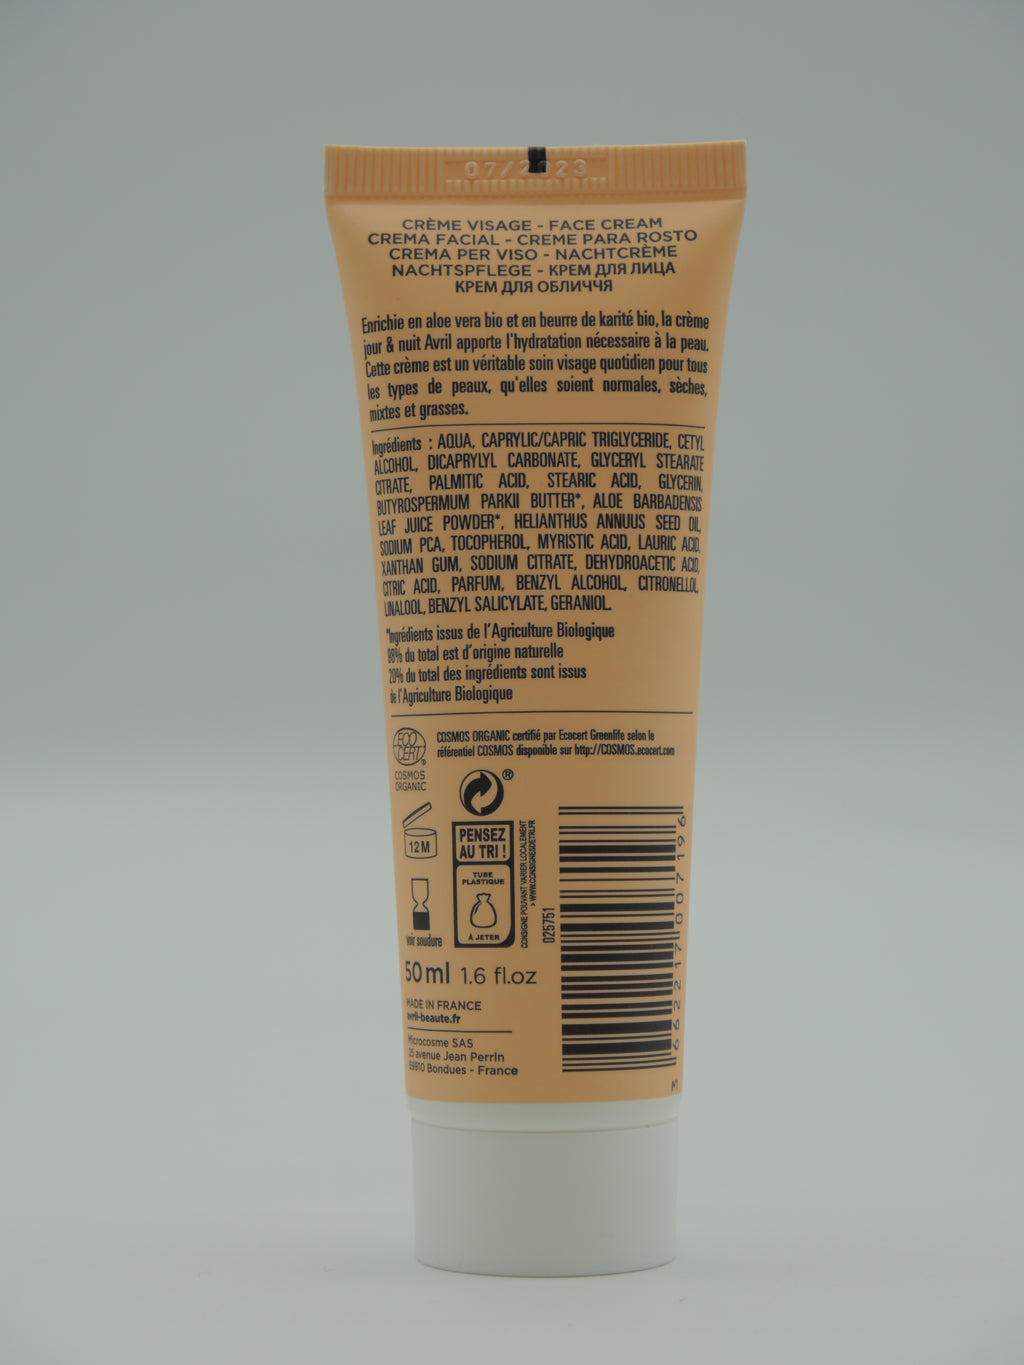 07/2023
CRÈME VISAGE - FACE CREAM
CREMA FACIAL - CREME PARA ROSTO
CREMA PER VISO - NACHTCRÈME
NACHTSPFLEGE - КРЕМ ДЛЯ ЛИЦА
КРЕМ ДЛЯ ОБЛИЧЧЯ
Enrichie en aloe vera bio et en beurre de karité bio, la crème
jour & nuit Avril apporte l'hydratation nécessaire à la peau.
Cette crème est un véritable soin visage quotidien pour tous
les types de peaux, qu'elles soient normales, sèches,
mixtes et grasses.
Ingrédients : AQUA, CAPRYLIC/CAPRIC TRIGLYCERIDE, CETYL
ALCOHOL, DICAPRYLYL CARBONATE, GLYCERYL STEARATE
CITRATE, PALMITIC ACID, STEARIC ACID, GLYCERIN,
BUTYROSPERMUM PARKII BUTTER*, ALOE BARBADENSIS
LEAF JUICE POWDER*, HELIANTHUS ANNUUS SEED OIL,
SODIUM PCA, TOCOPHEROL, MYRISTIC ACID, LAURIC ACID,
XANTHAN GUM, SODIUM CITRATE, DEHYDROACETIC ACID,
CITRIC ACID, PARFUM, BENZYL ALCOHOL, CITRONELLOL,
LINALOOL, BENZYL SALICYLATE, GERANIOL.
*Ingrédients issus de l'Agriculture Biologique
98% du total est d'origine naturelle
20% du total des ingrédients sont issus
de l'Agriculture Biologique
ECO
CERT®
COSMOS
ORGANIC
COSMOS ORGANIC certifié par Ecocert Greenlife selon le
référentiel COSMOS disponible sur http://COSMOS.ecocert.com
®
12M
PENSEZ
AU TRI !
TUBE
PLASTIQUE
À JETER
CONSIGNE POUVANT VARIER LOCALEMENT
> WWW.CONSIGNESDETRI.FR
voir soudure
025751
3 662217 007196
50 ml 1.6 fl.oz
MADE IN FRANCE
avril-beaute.fr
Microcosme SAS
25 avenue Jean Perrin
59910 Bondues - France